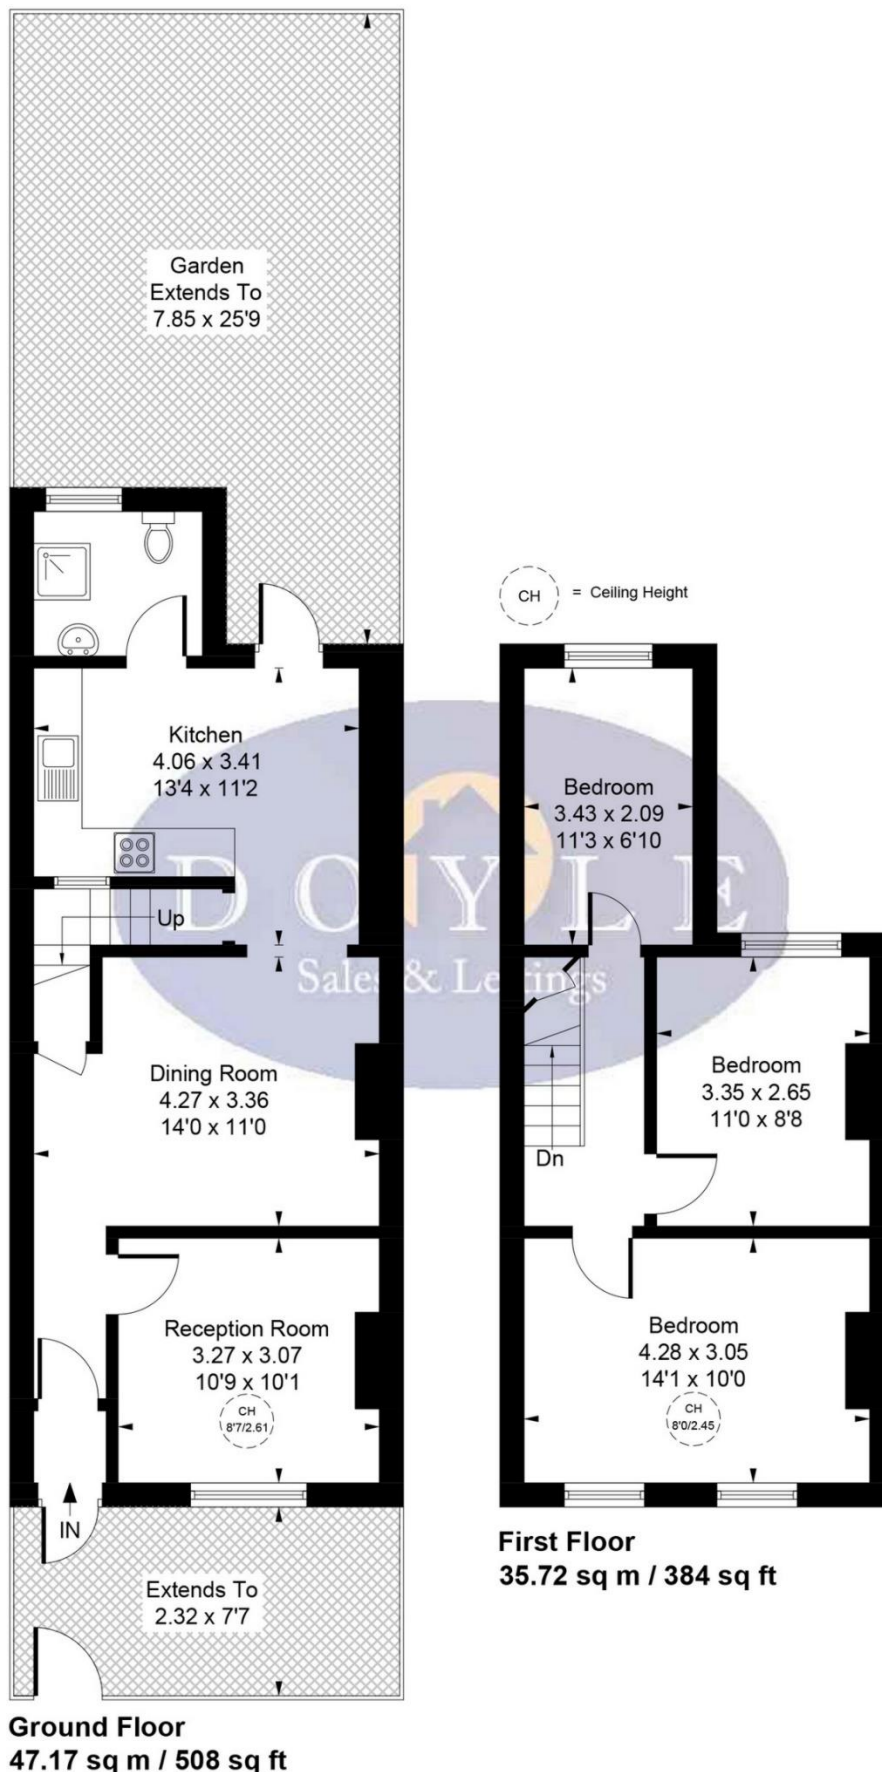 Garden
Extends To
7.85 x 25'9
CH = Ceiling Height
Kitchen
4.06 x 3.41
13'4 x 11'2
Bedroom
3.43 x 2.09
11'3 x 6'10
DOYLE
Sales & Lettings
Up
Dining Room
4.27 x 3.36
14'0 x 11'0
Bedroom
3.35 x 2.65
11'0 x 8'8
Dn
Reception Room
3.27 x 3.07
10'9 x 10'1
CH
8'7/2.61
Bedroom
4.28 x 3.05
14'1 x 10'0
CH
8'0/2.45
IN
Extends To
2.32 x 7'7
First Floor
35.72 sq m / 384 sq ft
Ground Floor
47.17 sq m / 508 sq ft